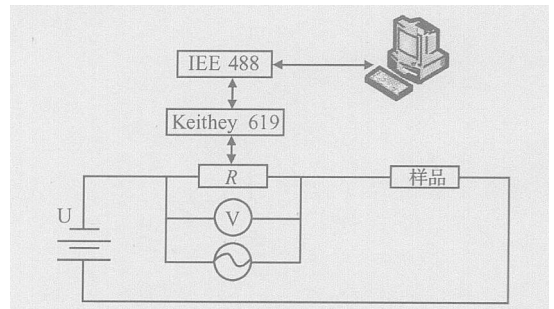 IEE 488
Keithey 619
R
样品
U
V